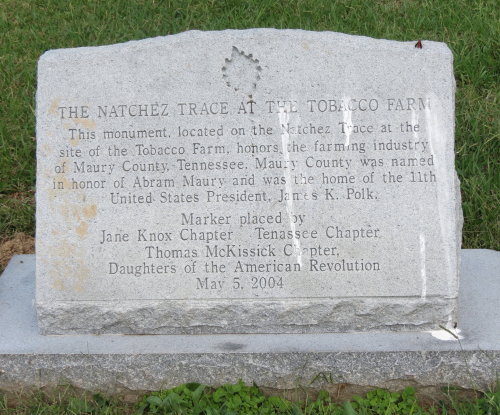 THE NATCHEZ TRACE AT THE TOBACCO FARM
This monument, located on the Natchez Trace at the
site of the Tobacco Farm, honors the farming industry
of Maury County, Tennessee. Maury County was named
in honor of Abram Maury and was the home of the 11th
United States President, James K. Polk.
Marker placed by
Jane Knox Chapter Tenassee Chapter
Thomas McKissick Chapter,
Daughters of the American Revolution
May 5, 2004